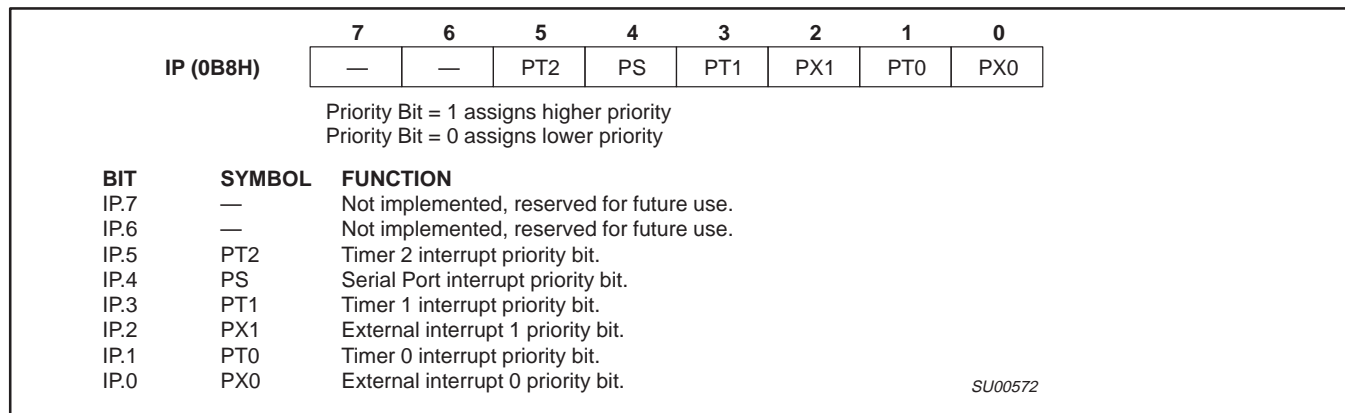 7 6 5 4 3 2 1 0
IP (0B8H) — — PT2 PS PT1 PX1 PT0 PX0
Priority Bit = 1 assigns higher priority
Priority Bit = 0 assigns lower priority
BIT SYMBOL FUNCTION
IP.7 — Not implemented, reserved for future use.
IP.6 — Not implemented, reserved for future use.
IP.5 PT2 Timer 2 interrupt priority bit.
IP.4 PS Serial Port interrupt priority bit.
IP.3 PT1 Timer 1 interrupt priority bit.
IP.2 PX1 External interrupt 1 priority bit.
IP.1 PT0 Timer 0 interrupt priority bit.
IP.0 PX0 External interrupt 0 priority bit.
SU00572